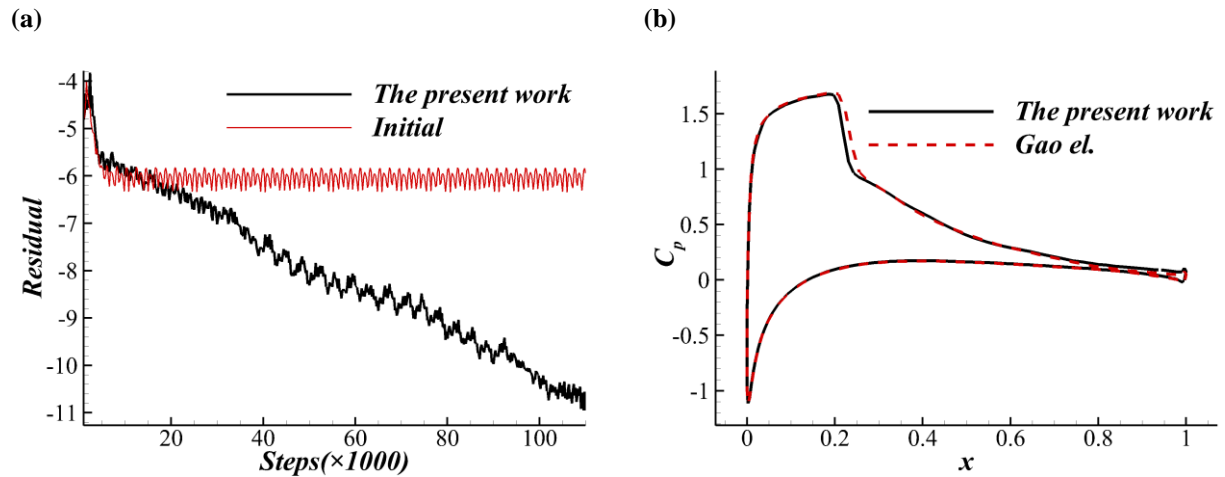 (a)
(b)
-4
-5
-6
-7
-8
-9
-10
-11
Residual
The present work
Initial
20
40
60
80
100
Steps(×1000)
1.5
1
0.5
0
-0.5
-1
C_p
The present work
Gao el.
0
0.2
0.4
0.6
0.8
1
x